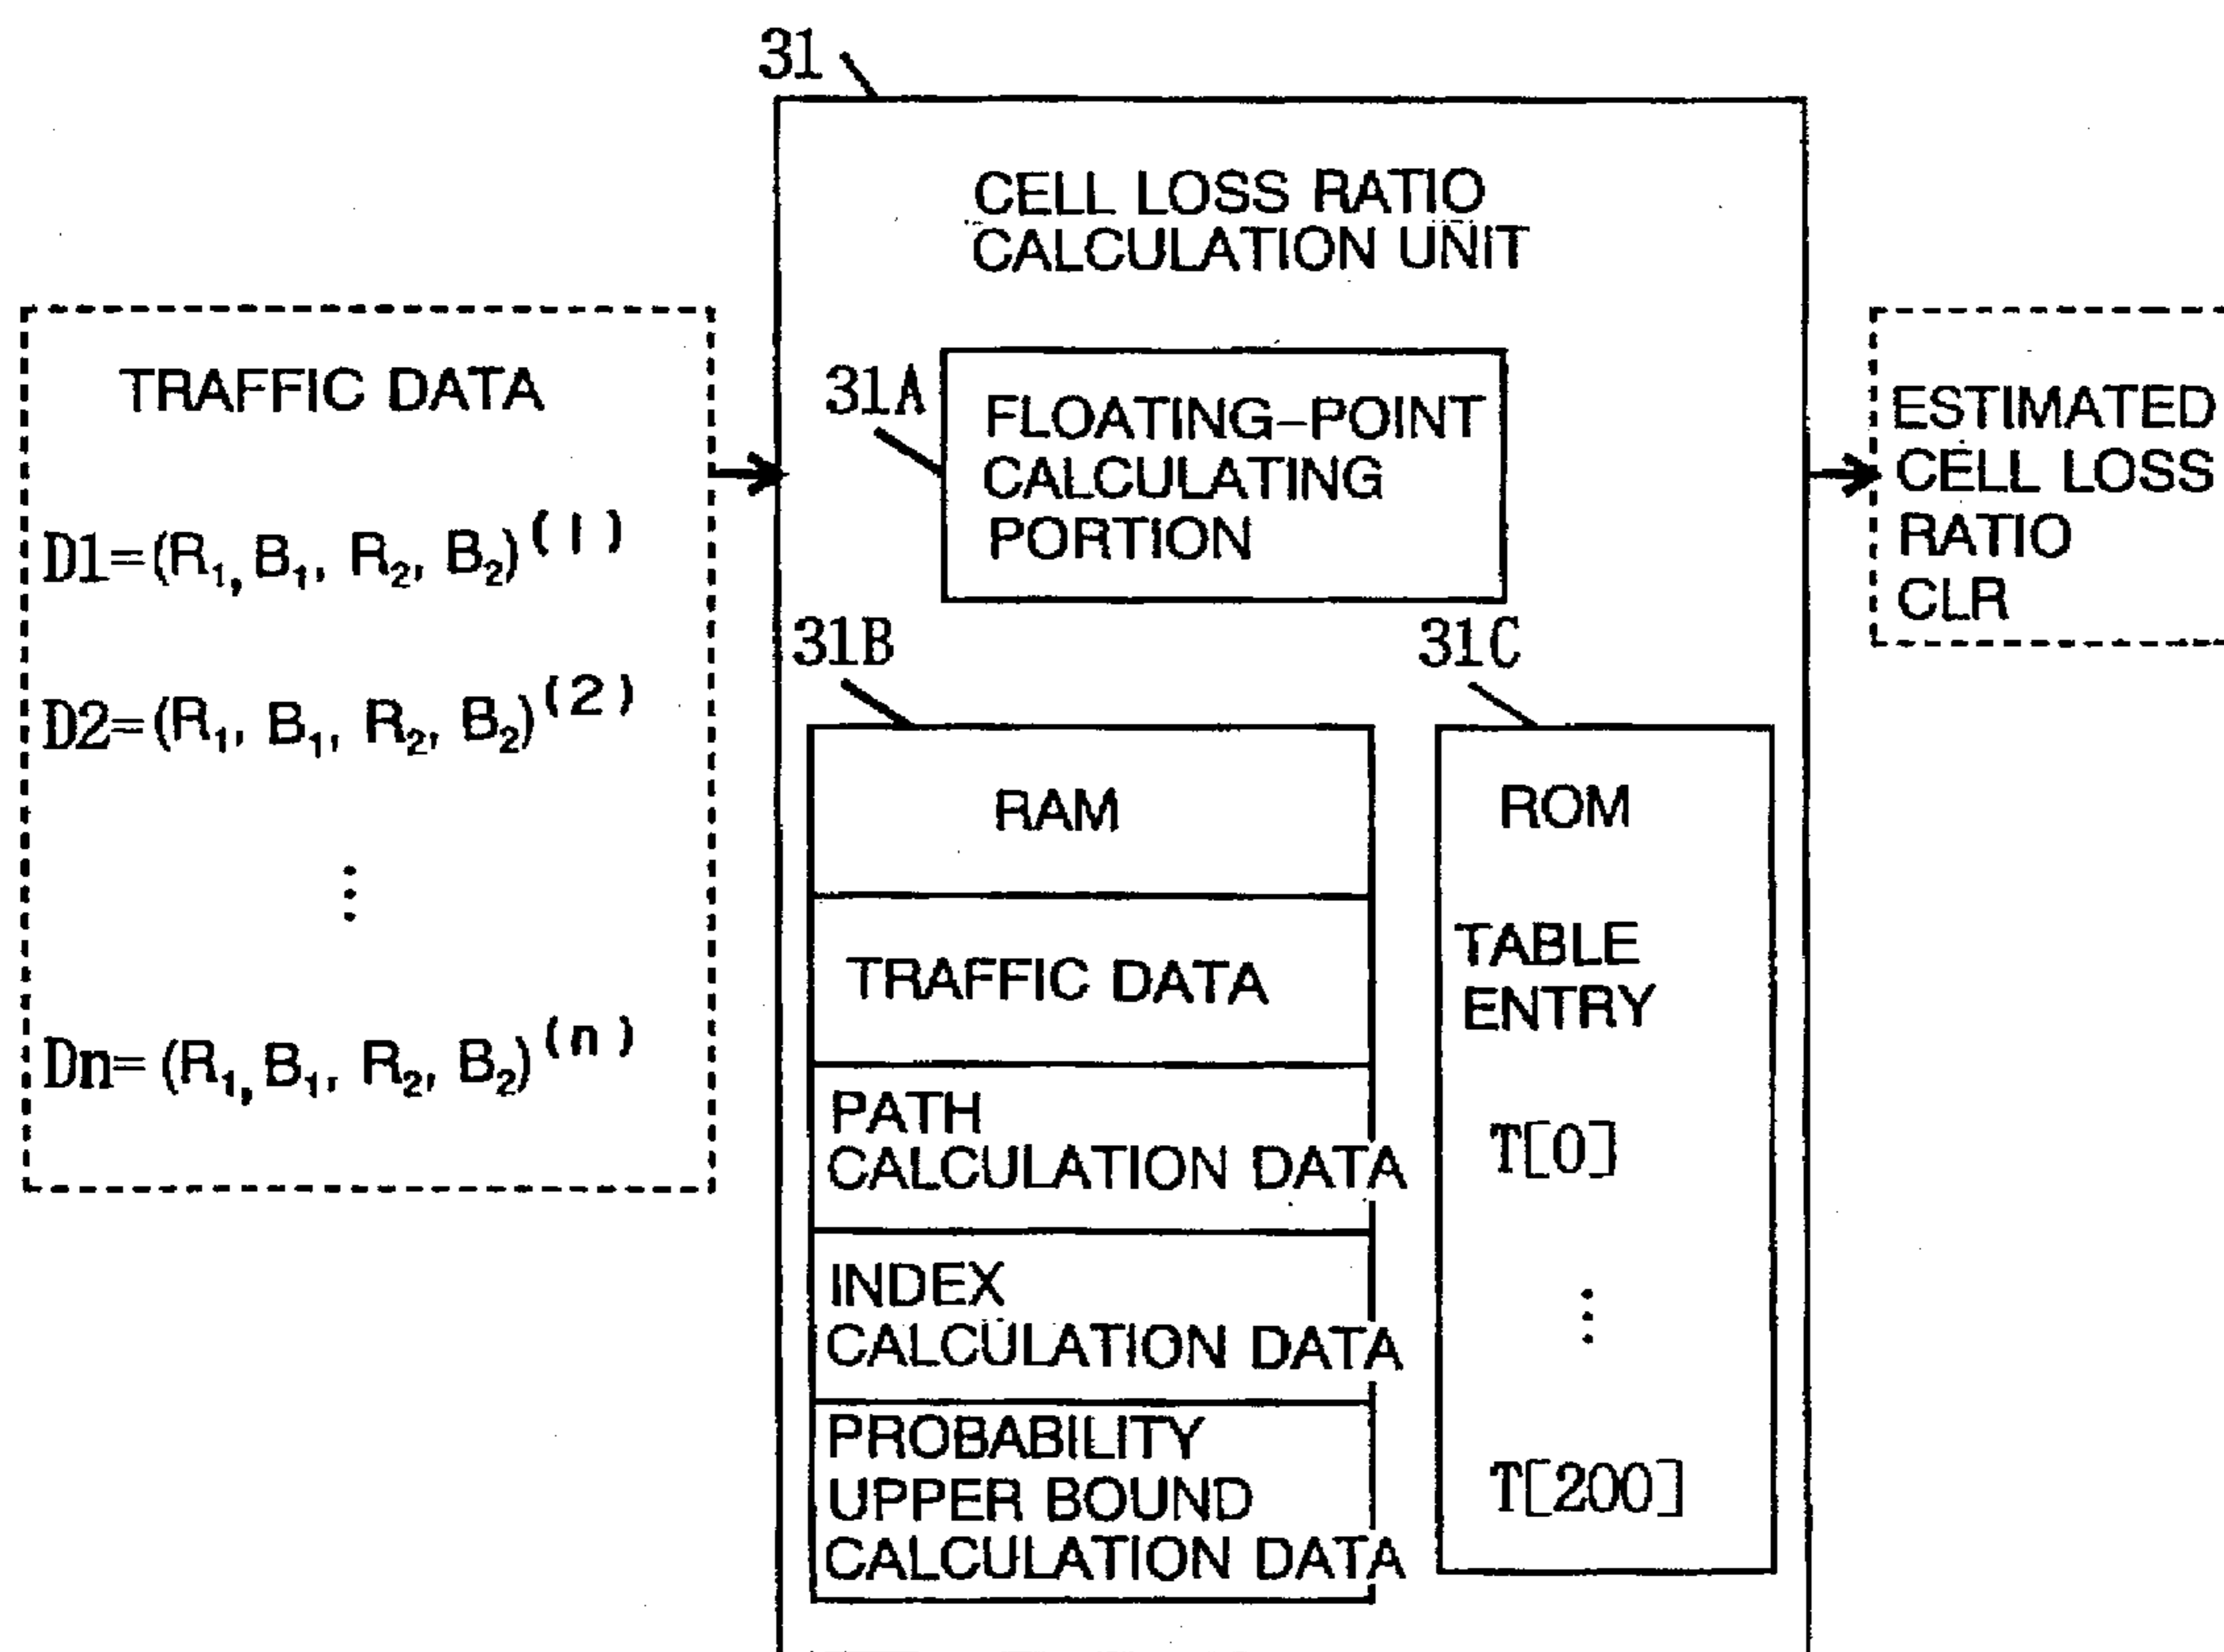 31
CELL LOSS RATIO
CALCULATION UNIT
TRAFFIC DATA
D1=(R₁, B₁, R₂, B₂)⁽¹⁾
D2=(R₁, B₁, R₂, B₂)⁽²⁾
⋮
Dn=(R₁, B₁, R₂, B₂)⁽ⁿ⁾
31A
FLOATING-POINT
CALCULATING
PORTION
ESTIMATED
CELL LOSS
RATIO
CLR
31B
RAM
TRAFFIC DATA
PATH
CALCULATION DATA
INDEX
CALCULATION DATA
PROBABILITY
UPPER BOUND
CALCULATION DATA
31C
ROM
TABLE
ENTRY
T[0]
⋮
T[200]